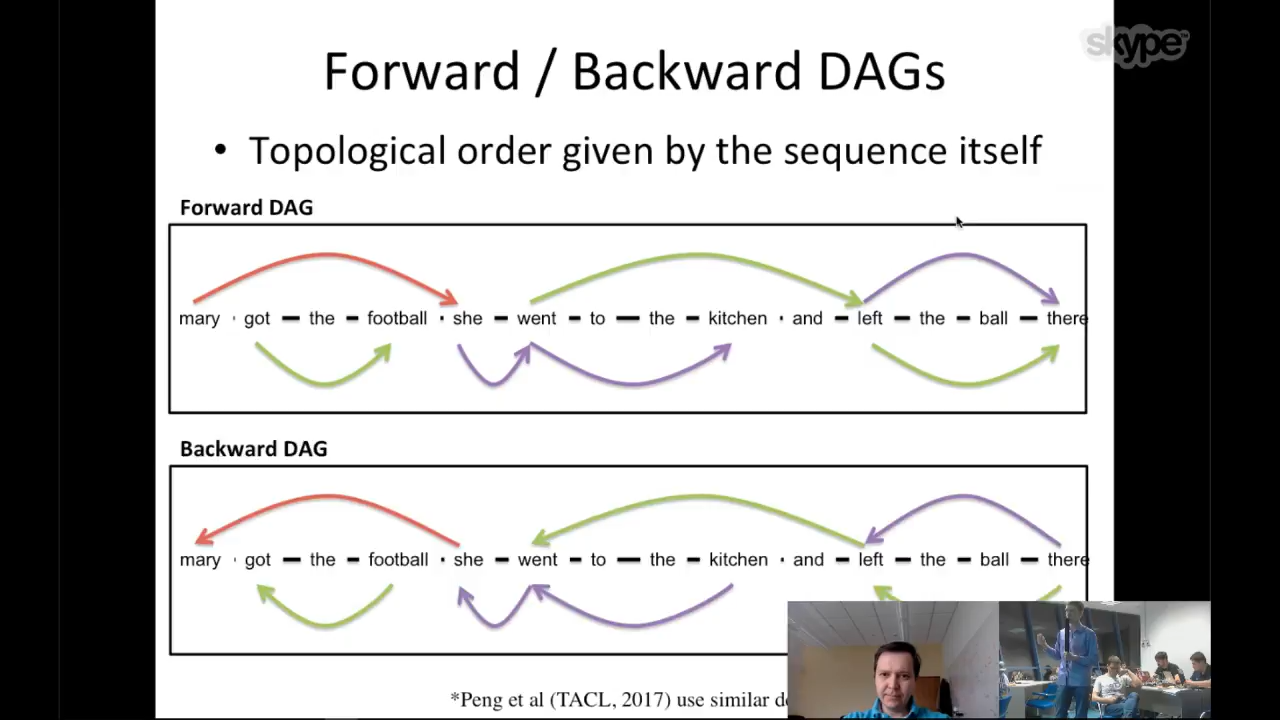 skype
Forward / Backward DAGs
• Topological order given by the sequence itself
Forward DAG
mary got the football she went to the kitchen and left the ball there
Backward DAG
mary got the football she went to the kitchen and left the ball there
*Peng et al (TACL, 2017) use similar